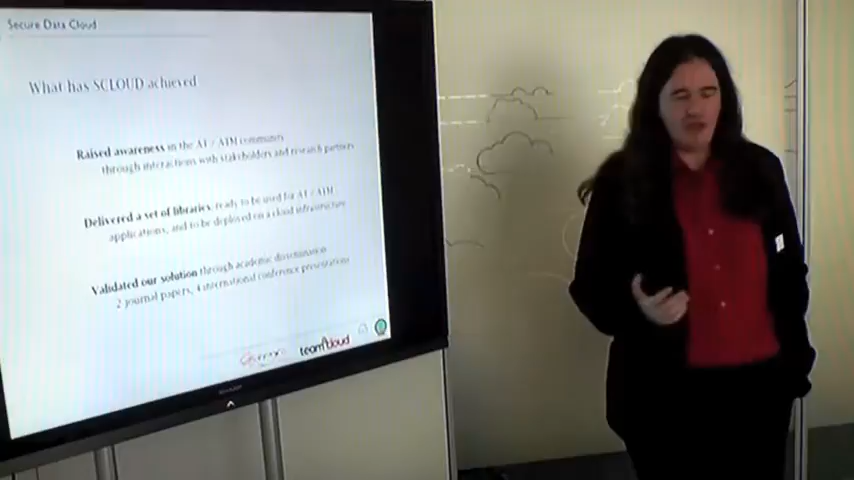 Secure Data Cloud
What has SCLOUD achieved
Raised awareness in the AT / ATM community
through interactions with stakeholders and research partners
Delivered a set of libraries, ready to be used for AT / ATM
applications, and to be deployed on a cloud infrastructure
Validated our solution through academic dissemination
2 journal papers, 4 international conference presentations
teamCloud
SHARP